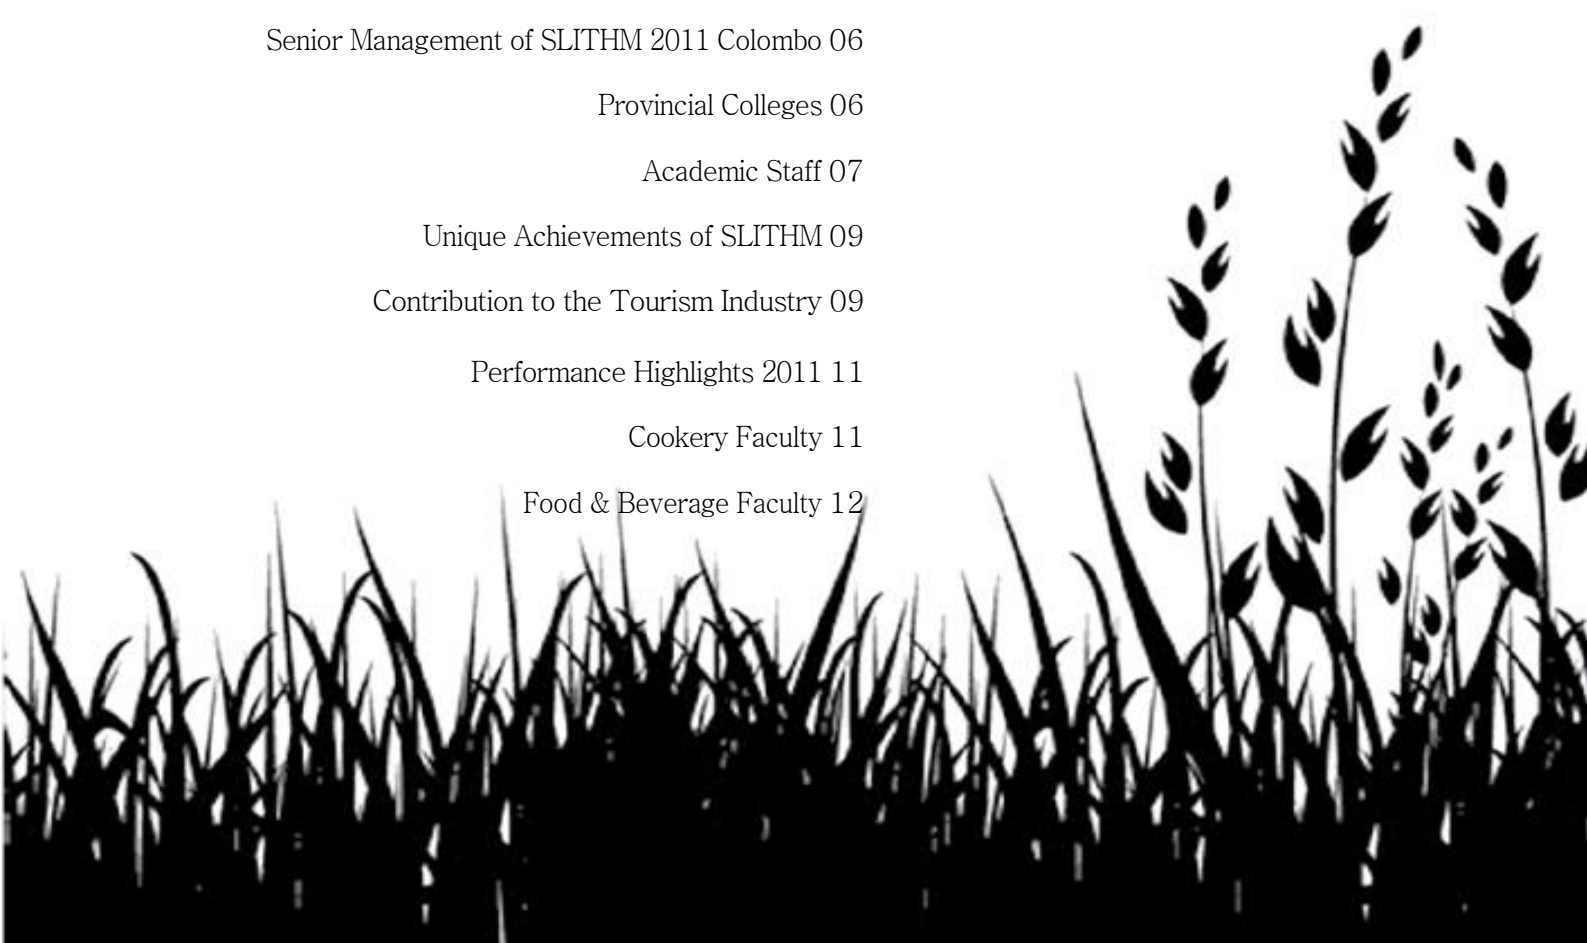 Senior Management of SLITHM 2011 Colombo 06
Provincial Colleges 06
Academic Staff 07
Unique Achievements of SLITHM 09
Contribution to the Tourism Industry 09
Performance Highlights 2011 11
Cookery Faculty 11
Food & Beverage Faculty 12